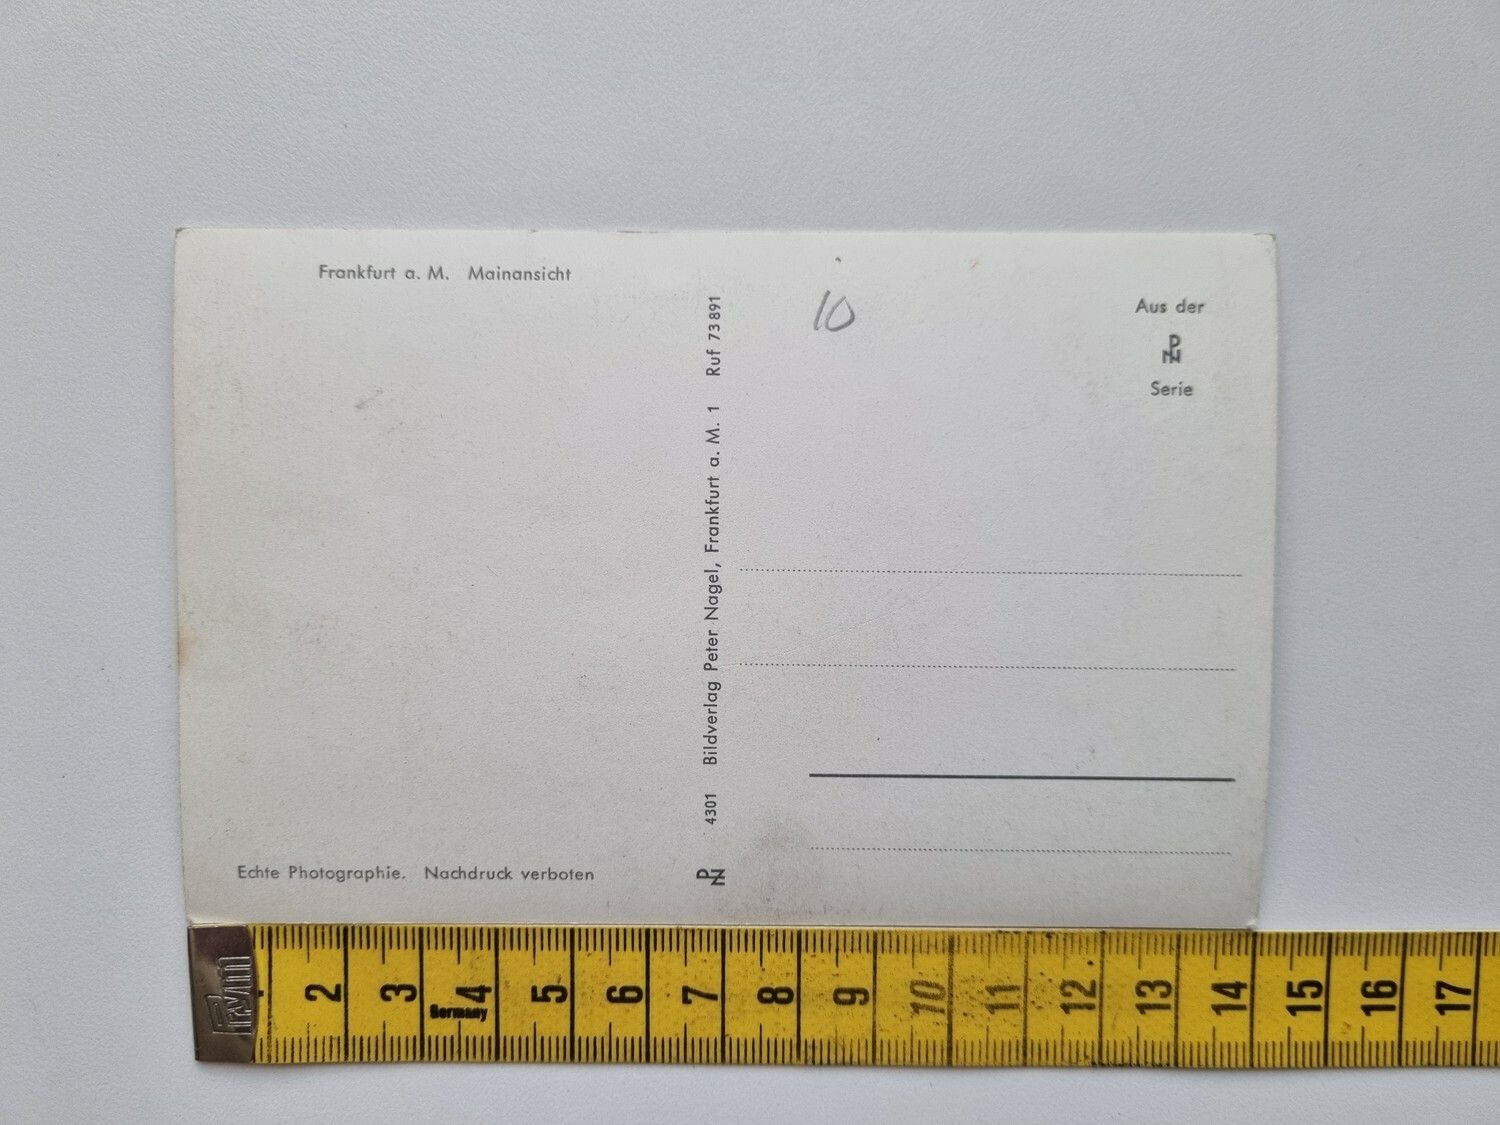 Frankfurt a. M. Mainansicht
10
Aus der
PN
Serie
4301 Bildverlag Peter Nagel, Frankfurt a. M. 1 Ruf 73 891
PN
Echte Photographie. Nachdruck verboten
2 3 4 5 6 7 8 9 10 11 12 13 14 15 16 17
Germany